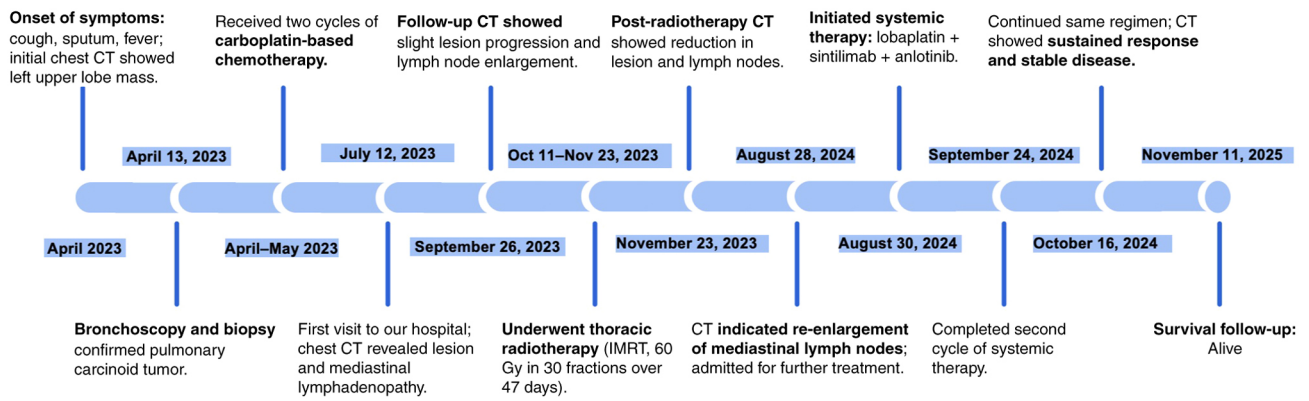 Onset of symptoms:
cough, sputum, fever;
initial chest CT showed
left upper lobe mass.
Received two cycles of
carboplatin-based
chemotherapy.
Follow-up CT showed
slight lesion progression and
lymph node enlargement.
Post-radiotherapy CT
showed reduction in
lesion and lymph nodes.
Initiated systemic
therapy: lobaplatin +
sintilimab + anlotinib.
Continued same regimen; CT
showed sustained response
and stable disease.
April 13, 2023
July 12, 2023
Oct 11–Nov 23, 2023
August 28, 2024
September 24, 2024
November 11, 2025
April 2023
April–May 2023
September 26, 2023
November 23, 2023
August 30, 2024
October 16, 2024
Bronchoscopy and biopsy
confirmed pulmonary
carcinoid tumor.
First visit to our hospital;
chest CT revealed lesion
and mediastinal
lymphadenopathy.
Underwent thoracic
radiotherapy (IMRT, 60
Gy in 30 fractions over
47 days).
CT indicated re-enlargement
of mediastinal lymph nodes;
admitted for further treatment.
Completed second
cycle of systemic
therapy.
Survival follow-up:
Alive